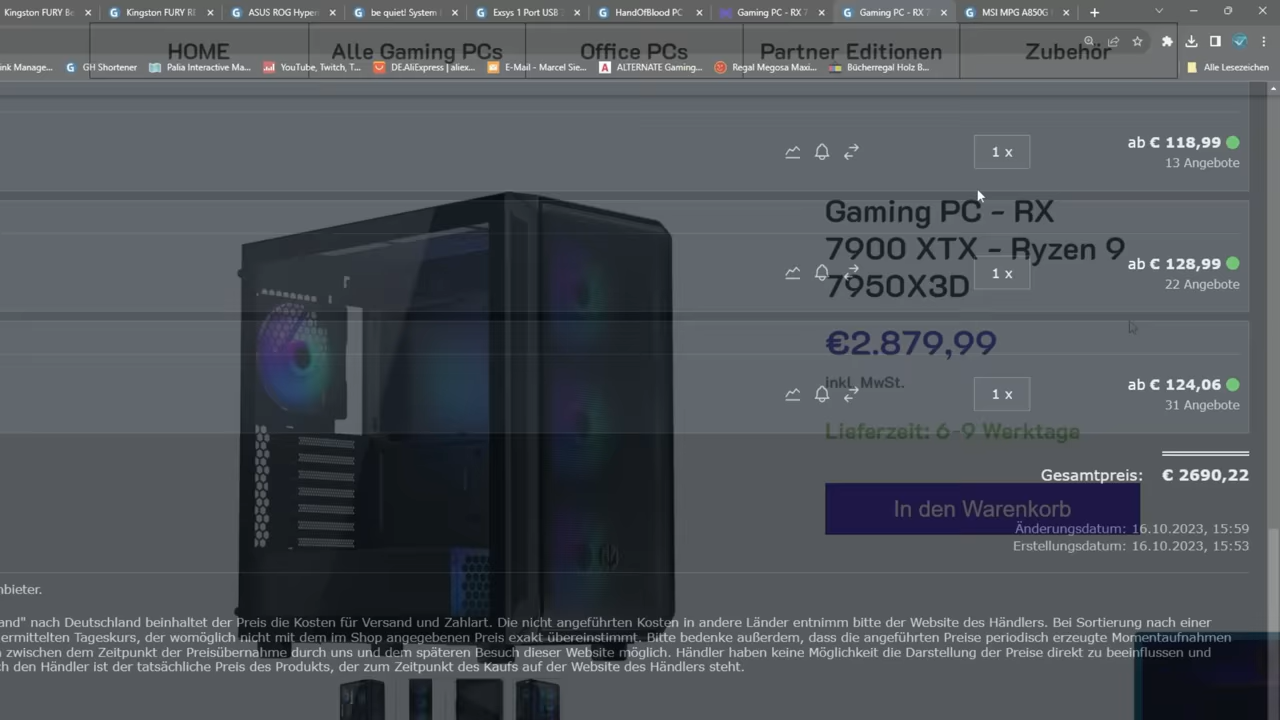 Kingston FURY Be
Kingston FURY RE
ASUS ROG Hyper
be quiet! System
Exsys 1 Port USB
HandOfBlood PC
Gaming PC - RX 7
Gaming PC - RX 7
MSI MPG A850G
HOME
Alle Gaming PCs
Office PCs
Partner Editionen
Zubehör
ink Manage...
GH Shortener
Palia Interactive Ma...
YouTube, Twitch, T...
DE.AliExpress | aliex...
E-Mail – Marcel Sie...
ALTERNATE Gaming...
Regal Megosa Maxi...
Bücherregal Holz B...
Alle Lesezeichen
1 x
ab € 118,99
13 Angebote
Gaming PC - RX
7900 XTX - Ryzen 9
7950X3D
1 x
ab € 128,99
22 Angebote
€2.879,99
inkl. MwSt.
Lieferzeit: 6-9 Werktage
1 x
ab € 124,06
31 Angebote
Gesamtpreis: € 2690,22
In den Warenkorb
Änderungsdatum: 16.10.2023, 15:59
Erstellungsdatum: 16.10.2023, 15:53
nbieter.
and" nach Deutschland beinhaltet der Preis die Kosten für Versand und Zahlart. Die nicht angeführten Kosten in andere Länder entnimm bitte der Website des Händlers. Bei Sortierung nach einer
ermittelten Tageskurs, der womöglich nicht mit dem im Shop angegebenen Preis exakt übereinstimmt. Bitte bedenke außerdem, dass die angeführten Preise periodisch erzeugte Momentaufnahmen
zwischen dem Zeitpunkt der Preisübernahme durch uns und dem späteren Besuch dieser Website möglich. Händler haben keine Möglichkeit die Darstellung der Preise direkt zu beeinflussen und
ch den Händler ist der tatsächliche Preis des Produkts, der zum Zeitpunkt des Kaufs auf der Website des Händlers steht.